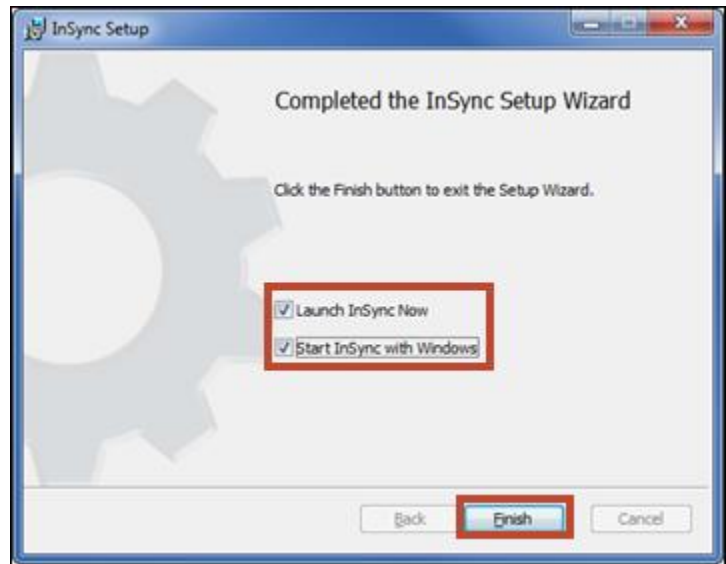 InSync Setup
Completed the InSync Setup Wizard
Click the Finish button to exit the Setup Wizard.
Launch InSync Now
Start InSync with Windows
Back Finish Cancel